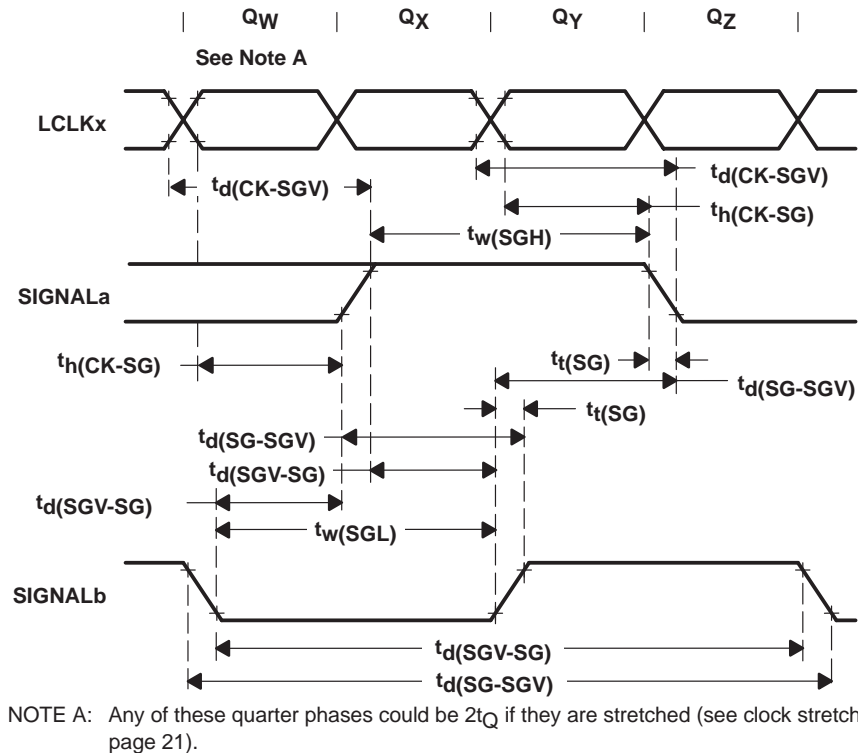 QW QX QY QZ
See Note A
LCLKx
td(CK-SGV) td(CK-SGV)
th(CK-SG)
tw(SGH)
SIGNALa
th(CK-SG) tt(SG)
td(SG-SGV)
tt(SG)
td(SG-SGV)
td(SGV-SG)
td(SGV-SG)
tw(SGL)
SIGNALb
td(SGV-SG)
td(SG-SGV)
NOTE A: Any of these quarter phases could be 2tQ if they are stretched (see clock stretch
page 21).